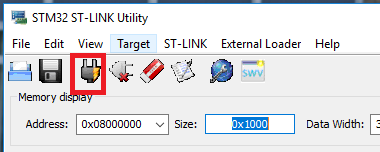 STM32 ST-LINK Utility
File Edit View Target ST-LINK External Loader Help
SWV
Memory display
Address: 0x08000000 Size: 0x1000 Data Width: 3